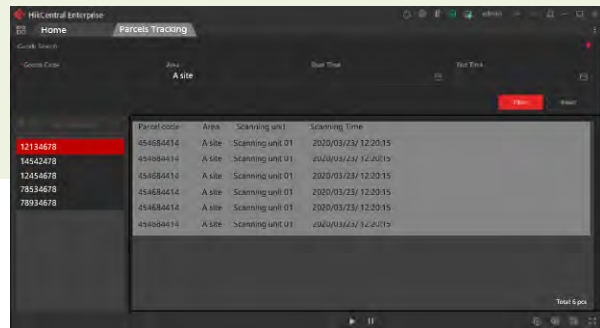 HikCentral Enterprise
admin
Home Parcels Tracking
Goods Search
Goods Code Area Start Time End Time
A site
Filter Reset
Parcel code Area Scanning unit Scanning Time
12134678
14542478
12454678
78534678
78934678
454684414 A site Scanning unit 01 2020/03/23/ 12:20:15
454684414 A site Scanning unit 01 2020/03/23/ 12:20:15
454684414 A site Scanning unit 01 2020/03/23/ 12:20:15
454684414 A site Scanning unit 01 2020/03/23/ 12:20:15
454684414 A site Scanning unit 01 2020/03/23/ 12:20:15
454684414 A site Scanning unit 01 2020/03/23/ 12:20:15
Total 6 pcs